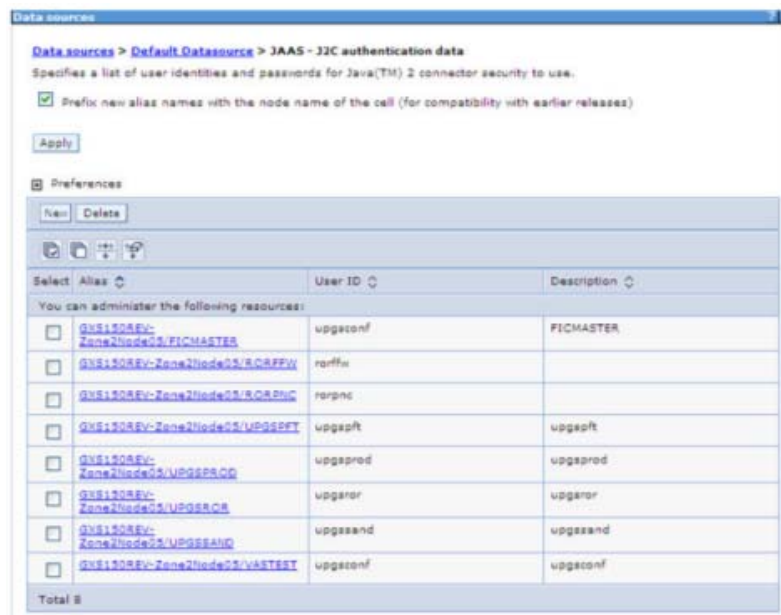 Data sources
?
Data sources > Default Datasource > JAAS - J2C authentication data
Specifies a list of user identities and passwords for Java(TM) 2 connector security to use.
Prefix new alias names with the node name of the cell (for compatibility with earlier releases)
Apply
Preferences
New Delete
Select Alias User ID Description
You can administer the following resources:
GXS150REV- upgsconf FICMASTER
Zone2Node05/FICMASTER
GXS150REV-Zone2Node05/RORFFW rorffw
GXS150REV-Zone2Node05/RORPNC rorpnc
GXS150REV-Zone2Node05/UPGSPFT upgspft upgspft
GXS150REV- upgsprod upgsprod
Zone2Node05/UPGSPROD
GXS150REV- upgsror upgsror
Zone2Node05/UPGSROR
GXS150REV- upgssand upgssand
Zone2Node05/UPGSSAND
GXS150REV-Zone2Node05/VASTEST upgsconf upgsconf
Total 8